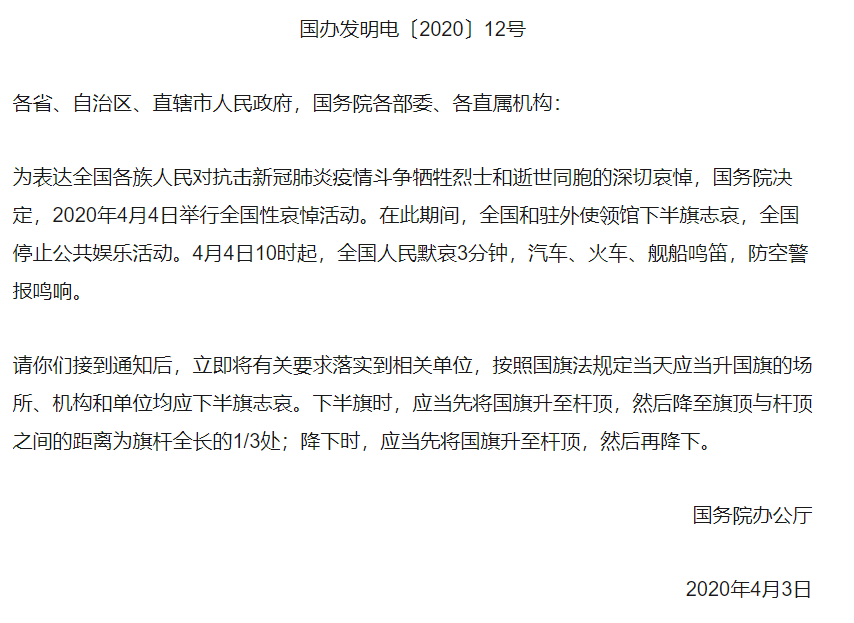 国办发明电〔2020〕12号
各省、自治区、直辖市人民政府，国务院各部委、各直属机构：
为表达全国各族人民对抗击新冠肺炎疫情斗争牺牲烈士和逝世同胞的深切哀悼，国务院决
定，2020年4月4日举行全国性哀悼活动。在此期间，全国和驻外使领馆下半旗志哀，全国
停止公共娱乐活动。4月4日10时起，全国人民默哀3分钟，汽车、火车、舰船鸣笛，防空警
报鸣响。
请你们接到通知后，立即将有关要求落实到相关单位，按照国旗法规定当天应当升国旗的场
所、机构和单位均应下半旗志哀。下半旗时，应当先将国旗升至杆顶，然后降至旗顶与杆顶
之间的距离为旗杆全长的1/3处；降下时，应当先将国旗升至杆顶，然后再降下。
国务院办公厅
2020年4月3日